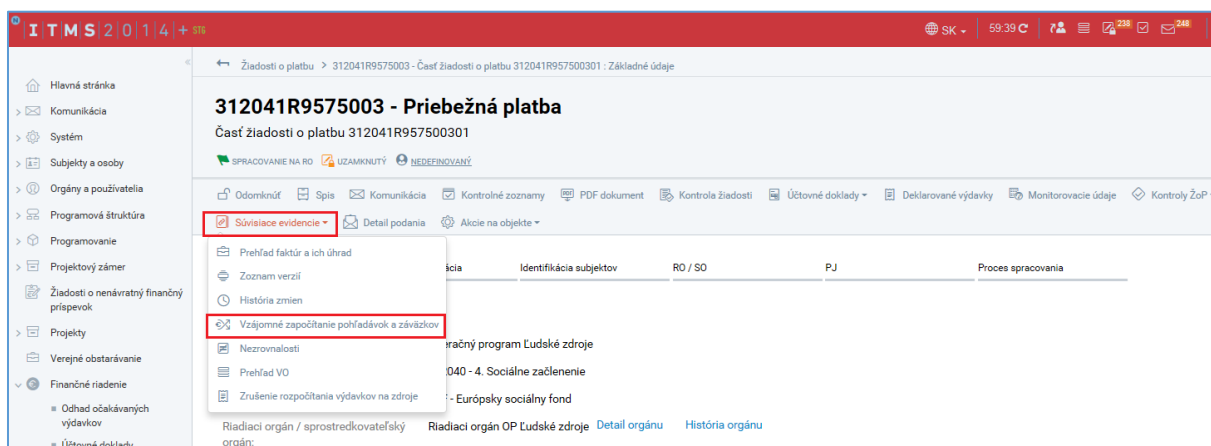 ITMS2014+ STG
SK 59:39 238 248
Žiadosti o platbu > 312041R9575003 - Časť žiadosti o platbu 312041R957500301 : Základné údaje
312041R9575003 - Priebežná platba
Časť žiadosti o platbu 312041R957500301
SPRACOVANIE NA RO UZAMKNUTÝ NEDEFINOVANÝ
Odomknúť Spis Komunikácia Kontrolné zoznamy PDF dokument Kontrola žiadosti Účtovné doklady Deklarované výdavky Monitorovacie údaje Kontroly ŽoP
Súvisiace evidencie Detail podania Akcie na objekte
Hlavná stránka
Komunikácia
Systém
Subjekty a osoby
Orgány a používatelia
Programová štruktúra
Programovanie
Projektový zámer
Žiadosti o nenávratný finančný
príspevok
Projekty
Verejné obstarávanie
Finančné riadenie
Odhad očakávaných
výdavkov
Účtovné doklady
Prehľad faktúr a ich úhrad
Zoznam verzií
História zmien
Vzájomné započítanie pohľadávok a záväzkov
Nezrovnalosti
Prehľad VO
Zrušenie rozpočítania výdavkov na zdroje
ácia Identifikácia subjektov RO / SO PJ Proces spracovania
eračný program Ľudské zdroje
040 - 4. Sociálne začlenenie
- Európsky sociálny fond
Riadiaci orgán / sprostredkovateľský Riadiaci orgán OP Ľudské zdroje Detail orgánu História orgánu
orgán: